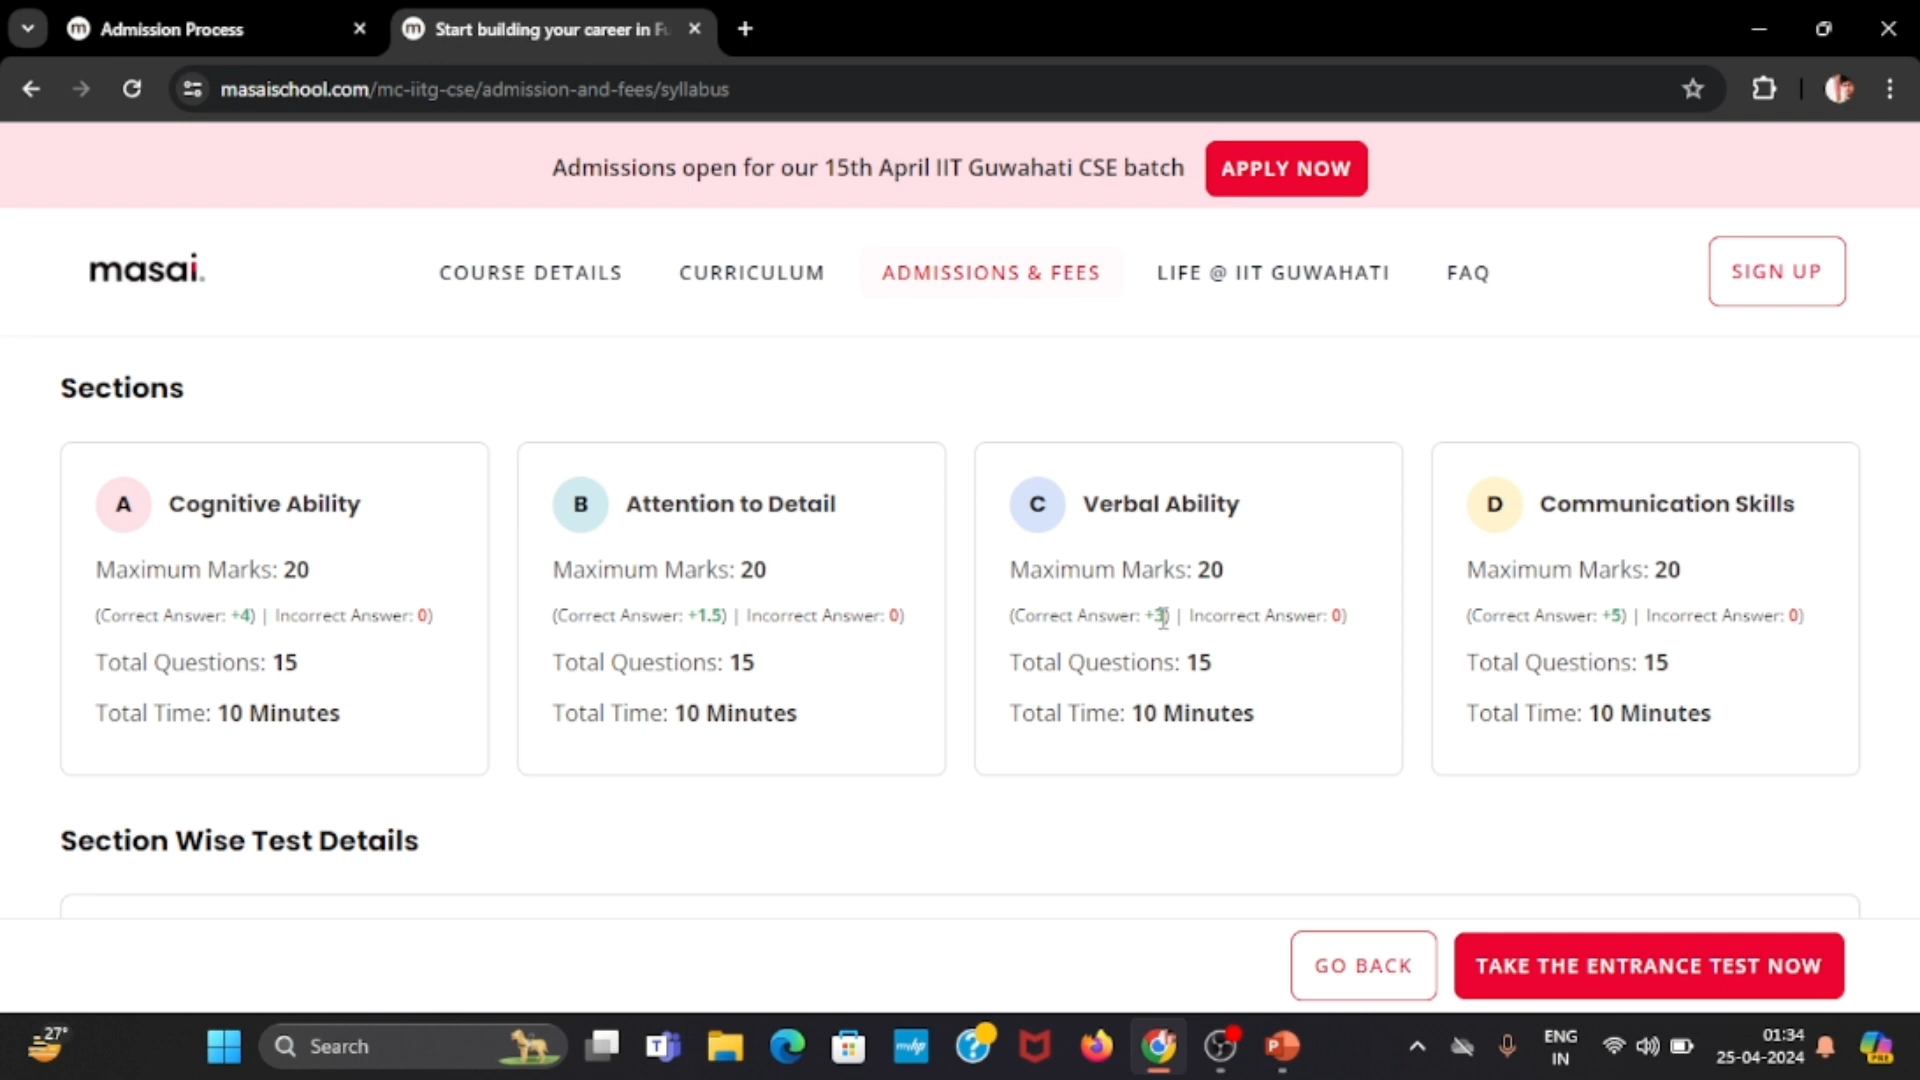 Admission Process
Start building your career in Fu
masaischool.com/mc-iitg-cse/admission-and-fees/syllabus
Admissions open for our 15th April IIT Guwahati CSE batch
APPLY NOW
masai.
COURSE DETAILS
CURRICULUM
ADMISSIONS & FEES
LIFE @ IIT GUWAHATI
FAQ
SIGN UP
Sections
A Cognitive Ability
Maximum Marks: 20
(Correct Answer: +4) | Incorrect Answer: 0)
Total Questions: 15
Total Time: 10 Minutes
B Attention to Detail
Maximum Marks: 20
(Correct Answer: +1.5) | Incorrect Answer: 0)
Total Questions: 15
Total Time: 10 Minutes
C Verbal Ability
Maximum Marks: 20
(Correct Answer: +3) | Incorrect Answer: 0)
Total Questions: 15
Total Time: 10 Minutes
D Communication Skills
Maximum Marks: 20
(Correct Answer: +5) | Incorrect Answer: 0)
Total Questions: 15
Total Time: 10 Minutes
Section Wise Test Details
GO BACK
TAKE THE ENTRANCE TEST NOW
27°
Search
myhp
ENG
IN
01:34
25-04-2024
PRE